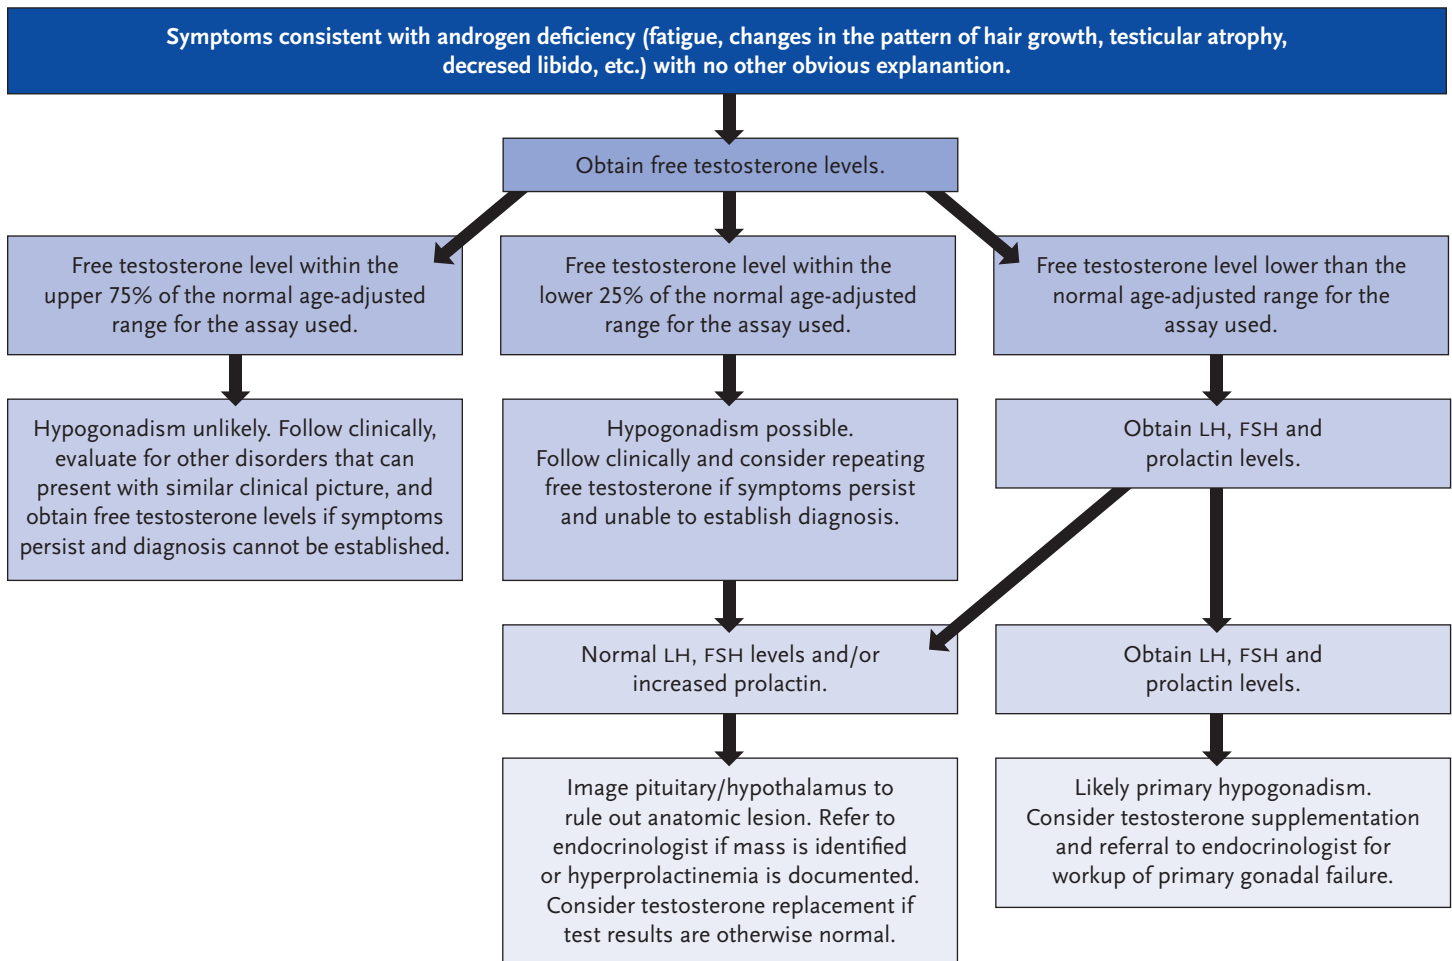 Symptoms consistent with androgen deficiency (fatigue, changes in the pattern of hair growth, testicular atrophy,
decresed libido, etc.) with no other obvious explanantion.
Obtain free testosterone levels.
Free testosterone level within the
upper 75% of the normal age-adjusted
range for the assay used.
Free testosterone level within the
lower 25% of the normal age-adjusted
range for the assay used.
Free testosterone level lower than the
normal age-adjusted range for the
assay used.
Hypogonadism unlikely. Follow clinically,
evaluate for other disorders that can
present with similar clinical picture, and
obtain free testosterone levels if symptoms
persist and diagnosis cannot be established.
Hypogonadism possible.
Follow clinically and consider repeating
free testosterone if symptoms persist
and unable to establish diagnosis.
Obtain LH, FSH and
prolactin levels.
Normal LH, FSH levels and/or
increased prolactin.
Obtain LH, FSH and
prolactin levels.
Image pituitary/hypothalamus to
rule out anatomic lesion. Refer to
endocrinologist if mass is identified
or hyperprolactinemia is documented.
Consider testosterone replacement if
test results are otherwise normal.
Likely primary hypogonadism.
Consider testosterone supplementation
and referral to endocrinologist for
workup of primary gonadal failure.